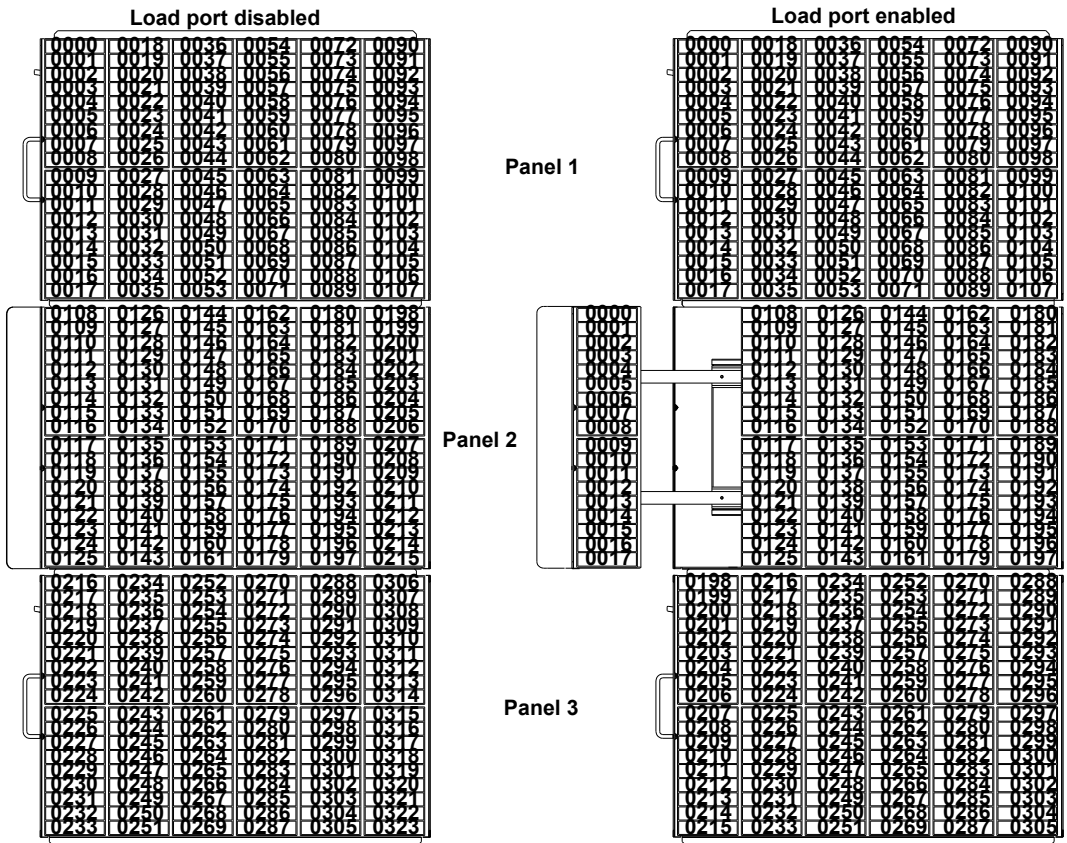 Load port disabled Load port enabled
0000 0018 0036 0054 0072 0090 0000 0018 0036 0054 0072 0090
0001 0019 0037 0055 0073 0091 0001 0019 0037 0055 0073 0091
0002 0020 0038 0056 0074 0092 0002 0020 0038 0056 0074 0092
0003 0021 0039 0057 0075 0093 0003 0021 0039 0057 0075 0093
0004 0022 0040 0058 0076 0094 0004 0022 0040 0058 0076 0094
0005 0023 0041 0059 0077 0095 0005 0023 0041 0059 0077 0095
0006 0024 0042 0060 0078 0096 0006 0024 0042 0060 0078 0096
0007 0025 0043 0061 0079 0097 0007 0025 0043 0061 0079 0097
0008 0026 0044 0062 0080 0098 0008 0026 0044 0062 0080 0098
Panel 1
0009 0027 0045 0063 0081 0099 0009 0027 0045 0063 0081 0099
0010 0028 0046 0064 0082 0100 0010 0028 0046 0064 0082 0100
0011 0029 0047 0065 0083 0101 0011 0029 0047 0065 0083 0101
0012 0030 0048 0066 0084 0102 0012 0030 0048 0066 0084 0102
0013 0031 0049 0067 0085 0103 0013 0031 0049 0067 0085 0103
0014 0032 0050 0068 0086 0104 0014 0032 0050 0068 0086 0104
0015 0033 0051 0069 0087 0105 0015 0033 0051 0069 0087 0105
0016 0034 0052 0070 0088 0106 0016 0034 0052 0070 0088 0106
0017 0035 0053 0071 0089 0107 0017 0035 0053 0071 0089 0107
0108 0126 0144 0162 0180 0198 0000 0108 0126 0144 0162 0180
0109 0127 0145 0163 0181 0199 0001 0109 0127 0145 0163 0181
0110 0128 0146 0164 0182 0200 0002 0110 0128 0146 0164 0182
0111 0129 0147 0165 0183 0201 0003 0111 0129 0147 0165 0183
0112 0130 0148 0166 0184 0202 0004 0112 0130 0148 0166 0184
0113 0131 0149 0167 0185 0203 0005 0113 0131 0149 0167 0185
0114 0132 0150 0168 0186 0204 0006 0114 0132 0150 0168 0186
0115 0133 0151 0169 0187 0205 0007 0115 0133 0151 0169 0187
0116 0134 0152 0170 0188 0206 0008 0116 0134 0152 0170 0188
Panel 2
0117 0135 0153 0171 0189 0207 0009 0117 0135 0153 0171 0189
0118 0136 0154 0172 0190 0208 0010 0118 0136 0154 0172 0190
0119 0137 0155 0173 0191 0209 0011 0119 0137 0155 0173 0191
0120 0138 0156 0174 0192 0210 0012 0120 0138 0156 0174 0192
0121 0139 0157 0175 0193 0211 0013 0121 0139 0157 0175 0193
0122 0140 0158 0176 0194 0212 0014 0122 0140 0158 0176 0194
0123 0141 0159 0177 0195 0213 0015 0123 0141 0159 0177 0195
0124 0142 0160 0178 0196 0214 0016 0124 0142 0160 0178 0196
0125 0143 0161 0179 0197 0215 0017 0125 0143 0161 0179 0197
0216 0234 0252 0270 0288 0306 0198 0216 0234 0252 0270 0288
0217 0235 0253 0271 0289 0307 0199 0217 0235 0253 0271 0289
0218 0236 0254 0272 0290 0308 0200 0218 0236 0254 0272 0290
0219 0237 0255 0273 0291 0309 0201 0219 0237 0255 0273 0291
0220 0238 0256 0274 0292 0310 0202 0220 0238 0256 0274 0292
0221 0239 0257 0275 0293 0311 0203 0221 0239 0257 0275 0293
0222 0240 0258 0276 0294 0312 0204 0222 0240 0258 0276 0294
0223 0241 0259 0277 0295 0313 0205 0223 0241 0259 0277 0295
0224 0242 0260 0278 0296 0314 0206 0224 0242 0260 0278 0296
Panel 3
0225 0243 0261 0279 0297 0315 0207 0225 0243 0261 0279 0297
0226 0244 0262 0280 0298 0316 0208 0226 0244 0262 0280 0298
0227 0245 0263 0281 0299 0317 0209 0227 0245 0263 0281 0299
0228 0246 0264 0282 0300 0318 0210 0228 0246 0264 0282 0300
0229 0247 0265 0283 0301 0319 0211 0229 0247 0265 0283 0301
0230 0248 0266 0284 0302 0320 0212 0230 0248 0266 0284 0302
0231 0249 0267 0285 0303 0321 0213 0231 0249 0267 0285 0303
0232 0250 0268 0286 0304 0322 0214 0232 0250 0268 0286 0304
0233 0251 0269 0287 0305 0323 0215 0233 0251 0269 0287 0305